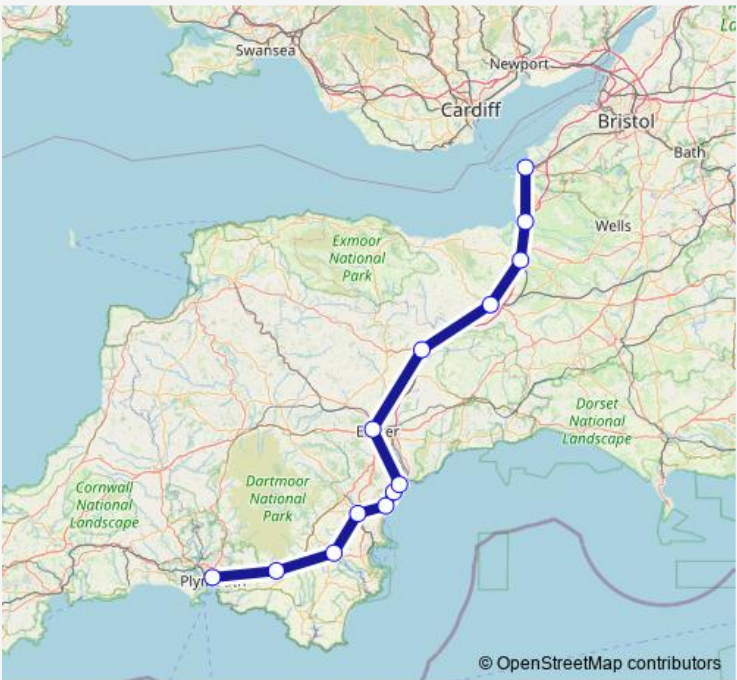 Swansea
Newport
Cardiff
Bristol
Bath
Wells
Exmoor
National
Park
Dorset
National
Landscape
Dartmoor
National
Park
Cornwall
National
Landscape
© OpenStreetMap contributors